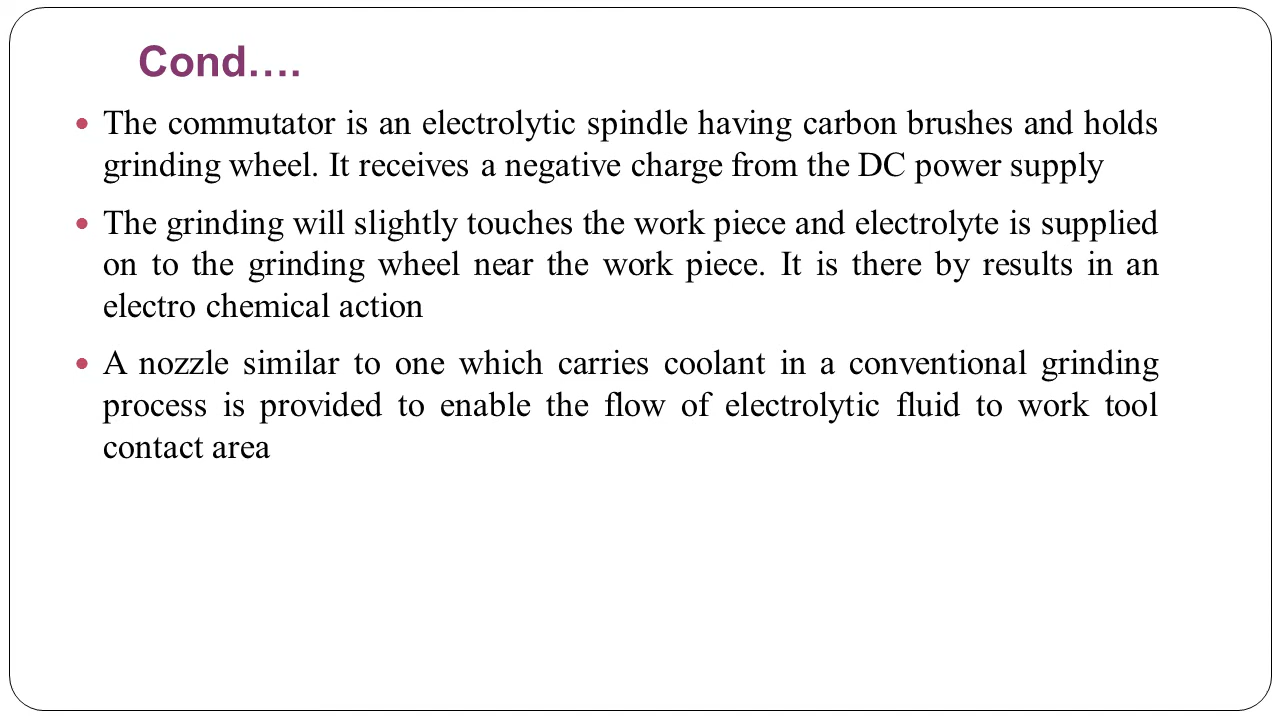 Cond….
• The commutator is an electrolytic spindle having carbon brushes and holds
grinding wheel. It receives a negative charge from the DC power supply
• The grinding will slightly touches the work piece and electrolyte is supplied
on to the grinding wheel near the work piece. It is there by results in an
electro chemical action
• A nozzle similar to one which carries coolant in a conventional grinding
process is provided to enable the flow of electrolytic fluid to work tool
contact area